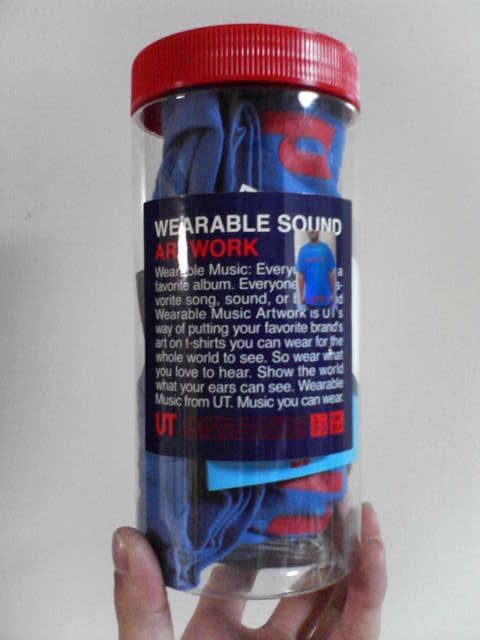 WEARABLE SOUND
ARTWORK
Wearable Music: Every a
favorite album. Everyone a-
vorite song, sound, or
Wearable Music Artwork is UT's
way of putting your favorite brand's
art on t-shirts you can wear for the
whole world to see. So wear what
you love to hear. Show the world
what your ears can see. Wearable
Music from UT. Music you can wear.
UT